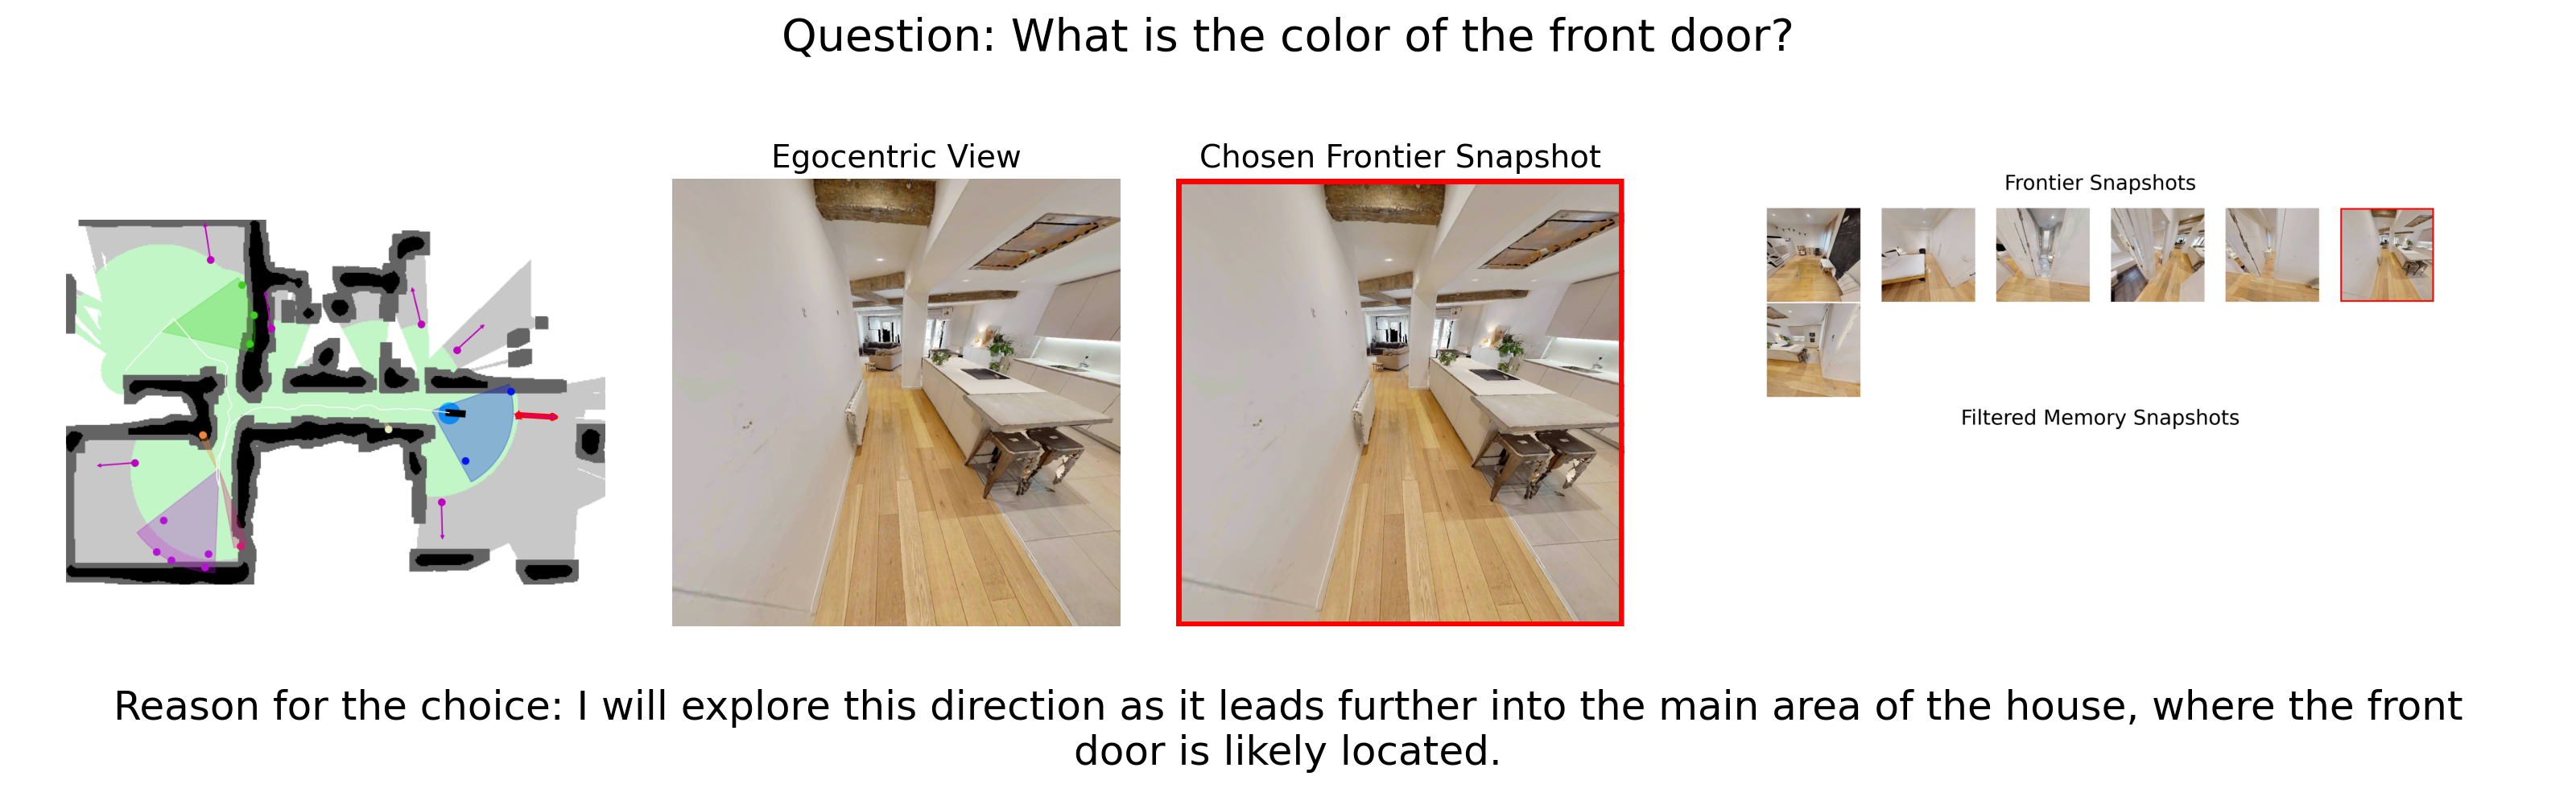 Question: What is the color of the front door?
Egocentric View
Chosen Frontier Snapshot
Frontier Snapshots
Filtered Memory Snapshots
Reason for the choice: I will explore this direction as it leads further into the main area of the house, where the front
door is likely located.